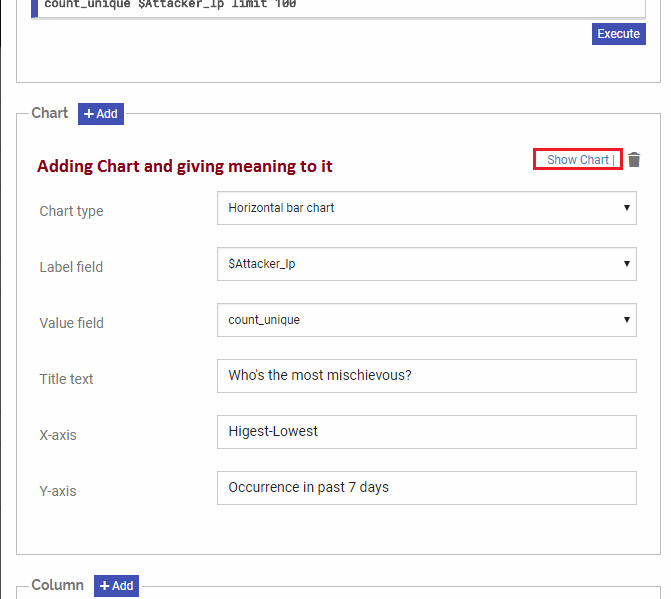 count_unique $Attacker_Ip limit 100
Execute
Chart + Add
Adding Chart and giving meaning to it
Show Chart |
Chart type Horizontal bar chart
Label field $Attacker_Ip
Value field count_unique
Title text Who's the most mischievous?
X-axis Higest-Lowest
Y-axis Occurrence in past 7 days
Column + Add